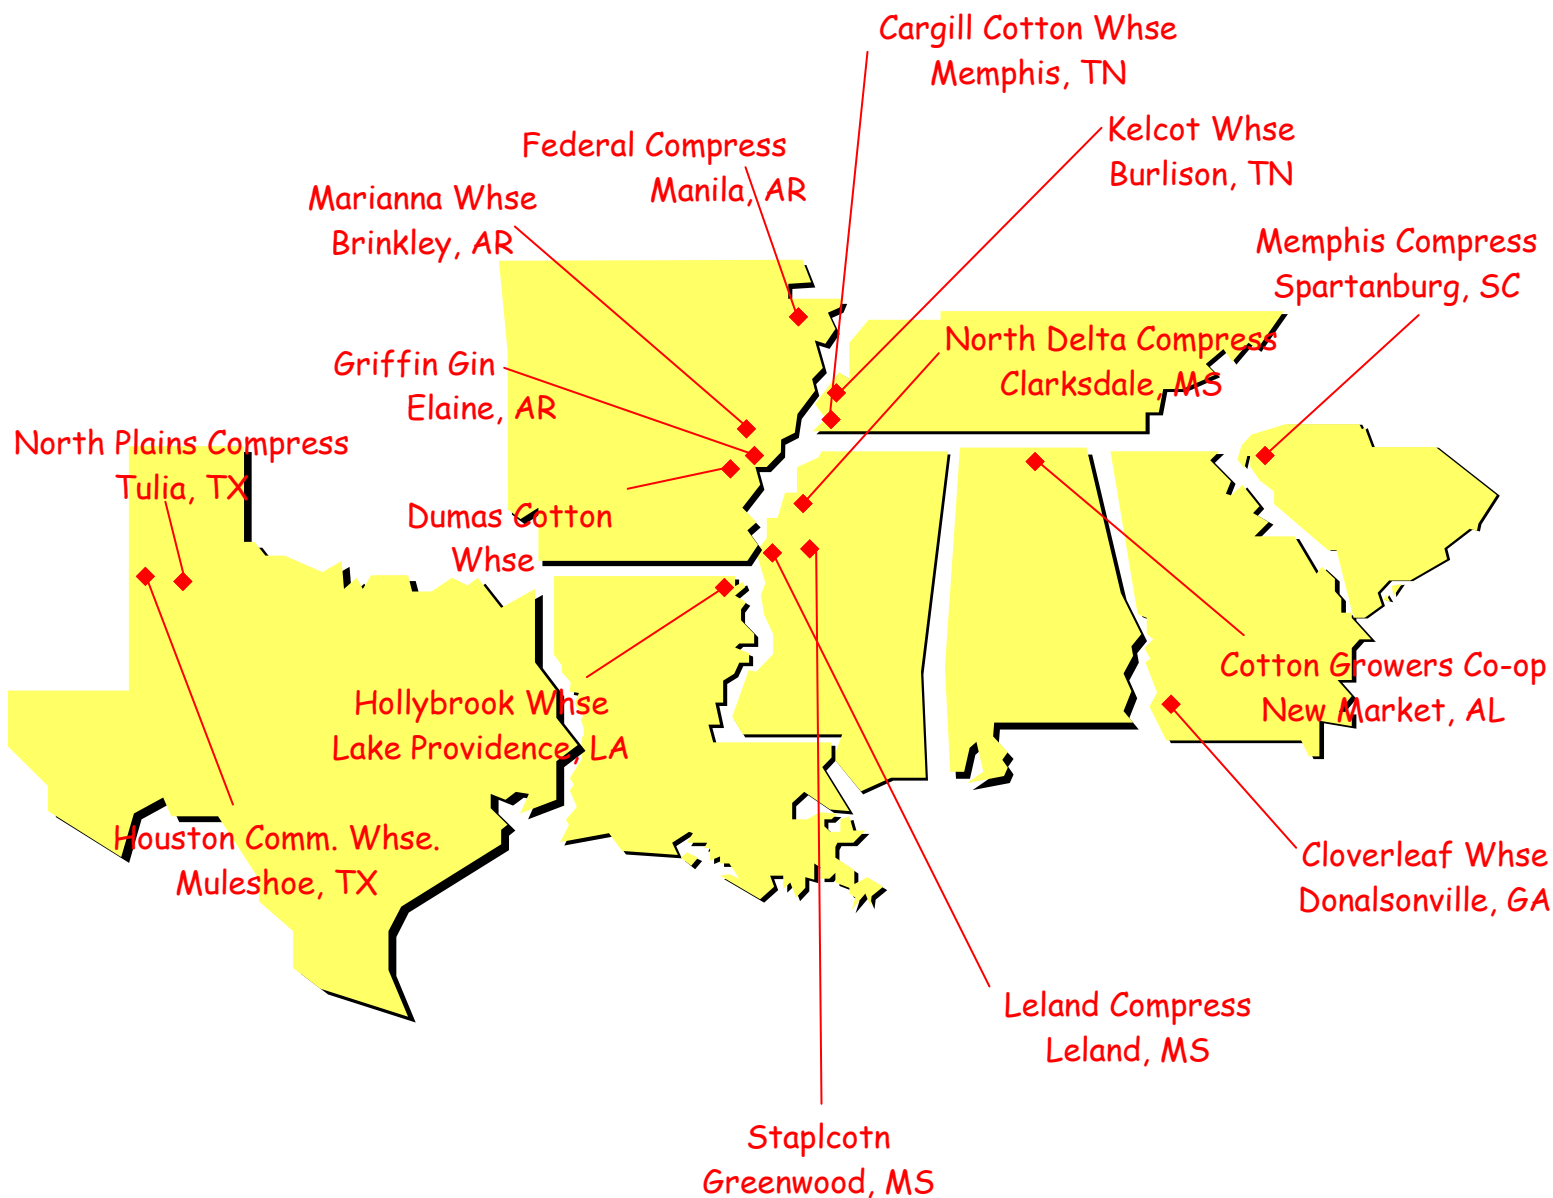 Cargill Cotton Whse
Memphis, TN
Kelcot Whse
Burlison, TN
Federal Compress
Manila, AR
Marianna Whse
Brinkley, AR
Memphis Compress
Spartanburg, SC
North Delta Compress
Clarksdale, MS
Griffin Gin
Elaine, AR
North Plains Compress
Tulia, TX
Dumas Cotton
Whse
Cotton Growers Co-op
New Market, AL
Hollybrook Whse
Lake Providence, LA
Houston Comm. Whse.
Muleshoe, TX
Cloverleaf Whse
Donalsonville, GA
Leland Compress
Leland, MS
Staplcotn
Greenwood, MS